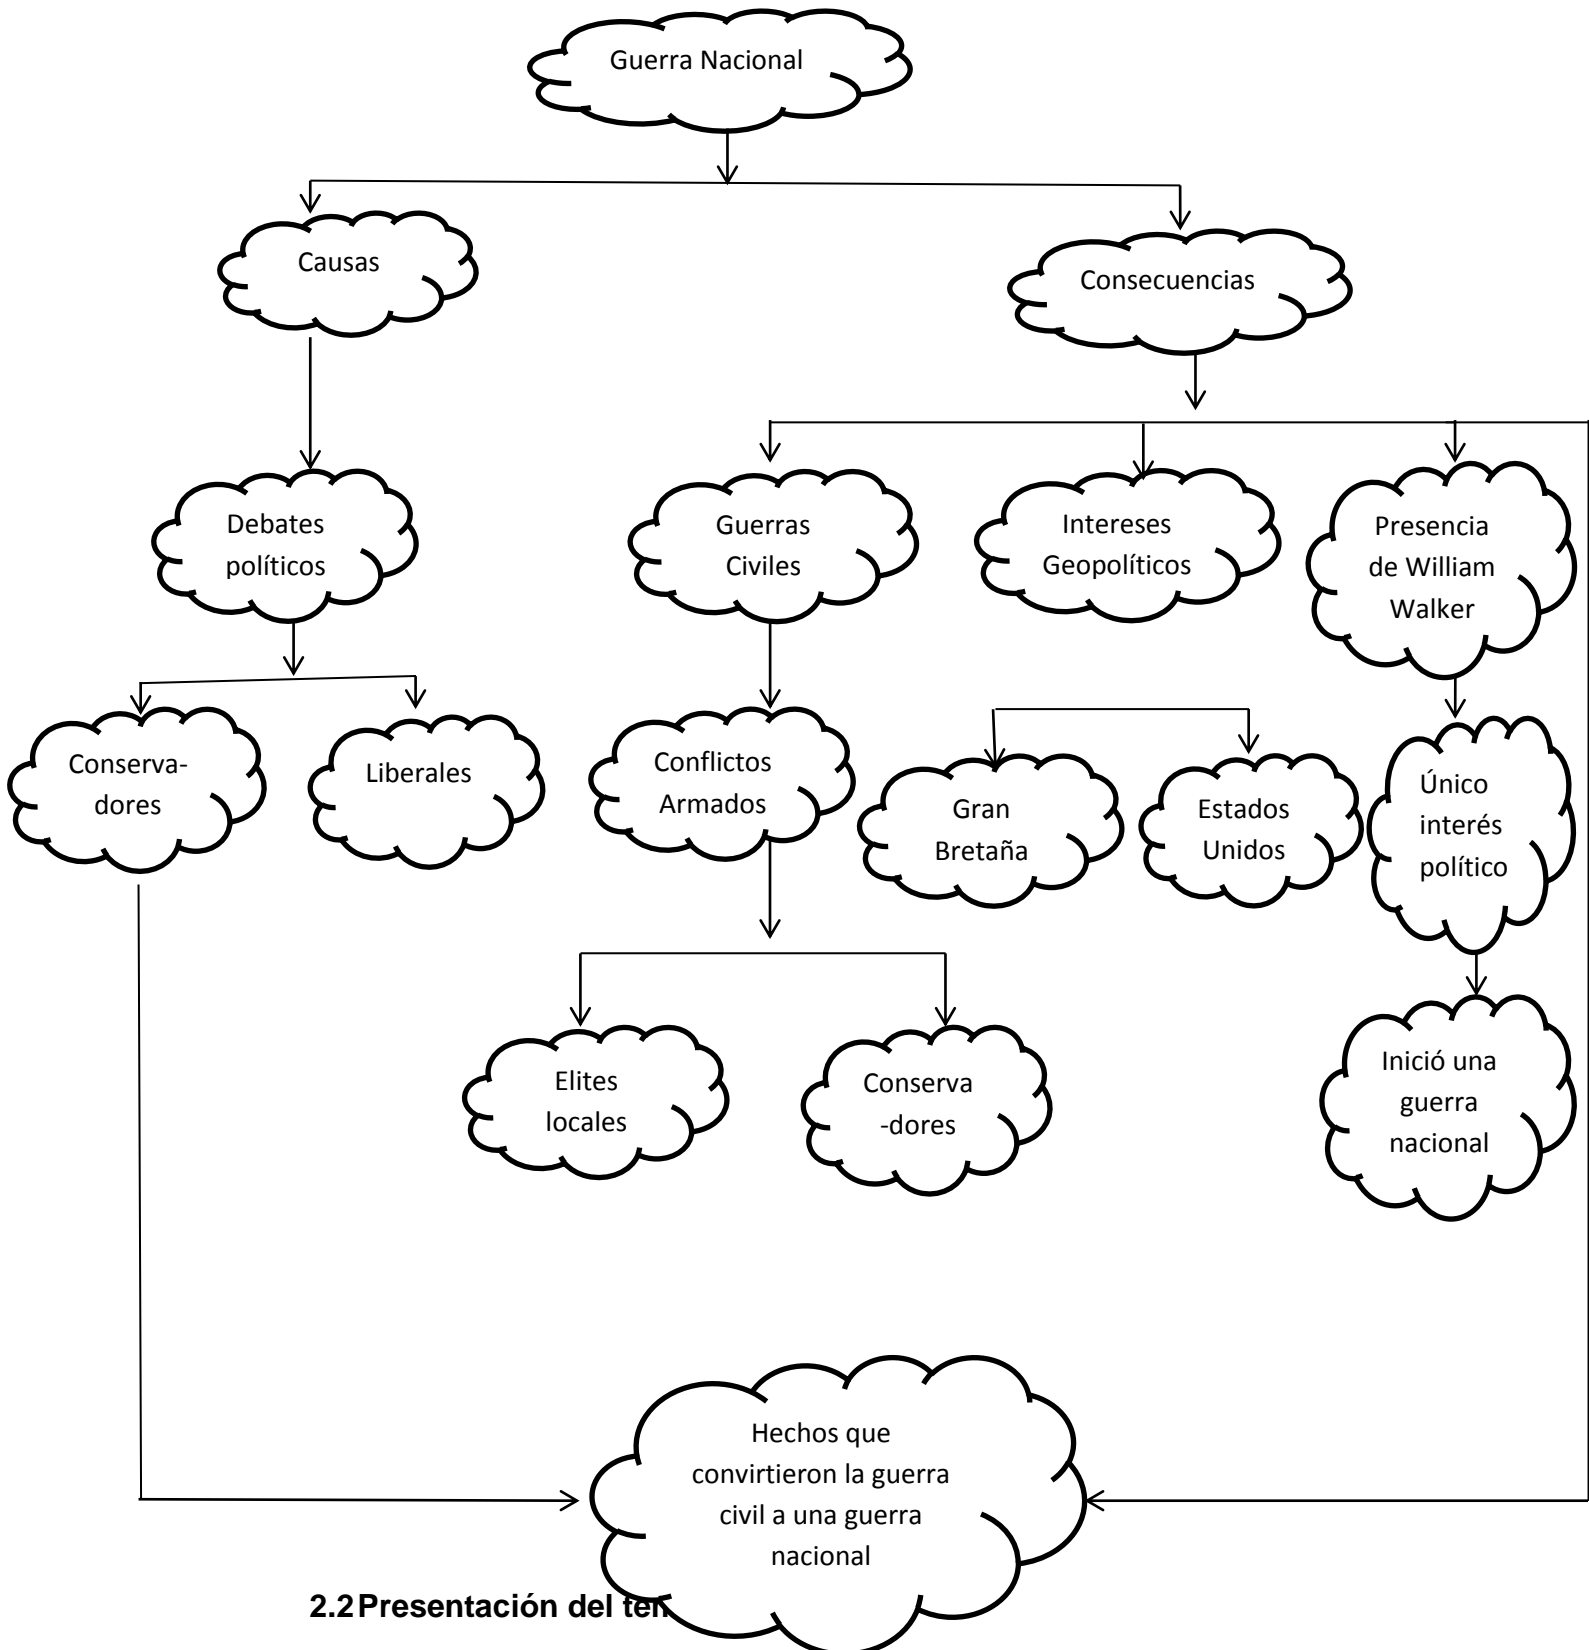 Guerra Nacional
Causas
Consecuencias
Debates
políticos
Guerras
Civiles
Intereses
Geopolíticos
Presencia
de William
Walker
Conserva-
dores
Liberales
Conflictos
Armados
Gran
Bretaña
Estados
Unidos
Único
interés
político
Elites
locales
Conserva
-dores
Inició una
guerra
nacional
Hechos que
convirtieron la guerra
civil a una guerra
nacional
2.2 Presentación del